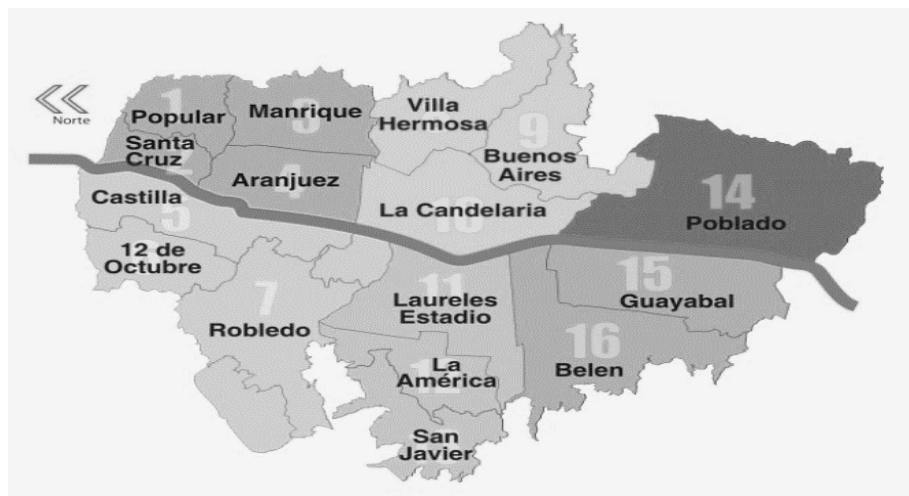 Norte
1
Popular
Santa
Cruz
2
3
Manrique
4
Aranjuez
Villa
Hermosa
9
Buenos
Aires
10
La Candelaria
14
Poblado
Castilla
5
12 de
Octubre
7
Robledo
11
Laureles
Estadio
12
La
América
San
Javier
15
Guayabal
16
Belen